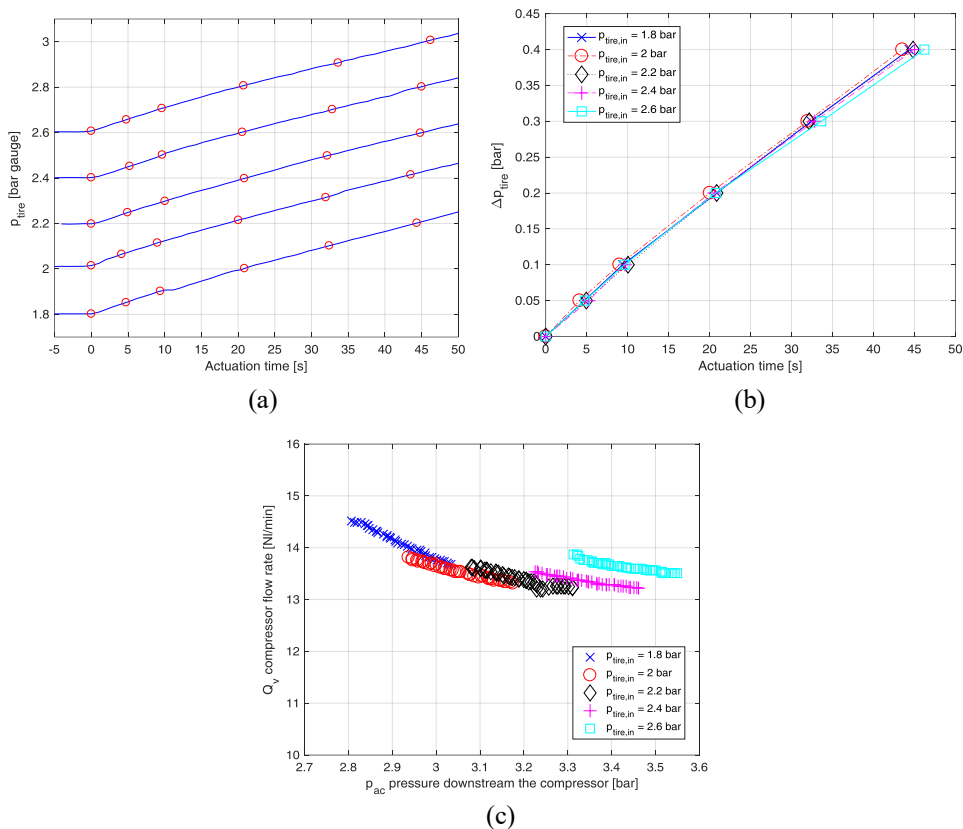 (a)
3
2.8
2.6
2.4
2.2
2
1.8
p_tire [bar gauge]
-5 0 5 10 15 20 25 30 35 40 45 50
Actuation time [s]
(a)
0.45
0.4
0.3
0.2
0.1
0.05
0
Δp_tire [bar]
p_tire,in = 1.8 bar
p_tire,in = 2 bar
p_tire,in = 2.2 bar
p_tire,in = 2.4 bar
p_tire,in = 2.6 bar
0 5 10 15 20 25 30 35 40 45 50
Actuation time [s]
(b)
16
15
14
13
12
11
10
Q_v compressor flow rate [Nl/min]
p_tire,in = 1.8 bar
p_tire,in = 2 bar
p_tire,in = 2.2 bar
p_tire,in = 2.4 bar
p_tire,in = 2.6 bar
2.7 2.8 2.9 3 3.1 3.2 3.3 3.4 3.5 3.6
p_ac pressure downstream the compressor [bar]
(c)